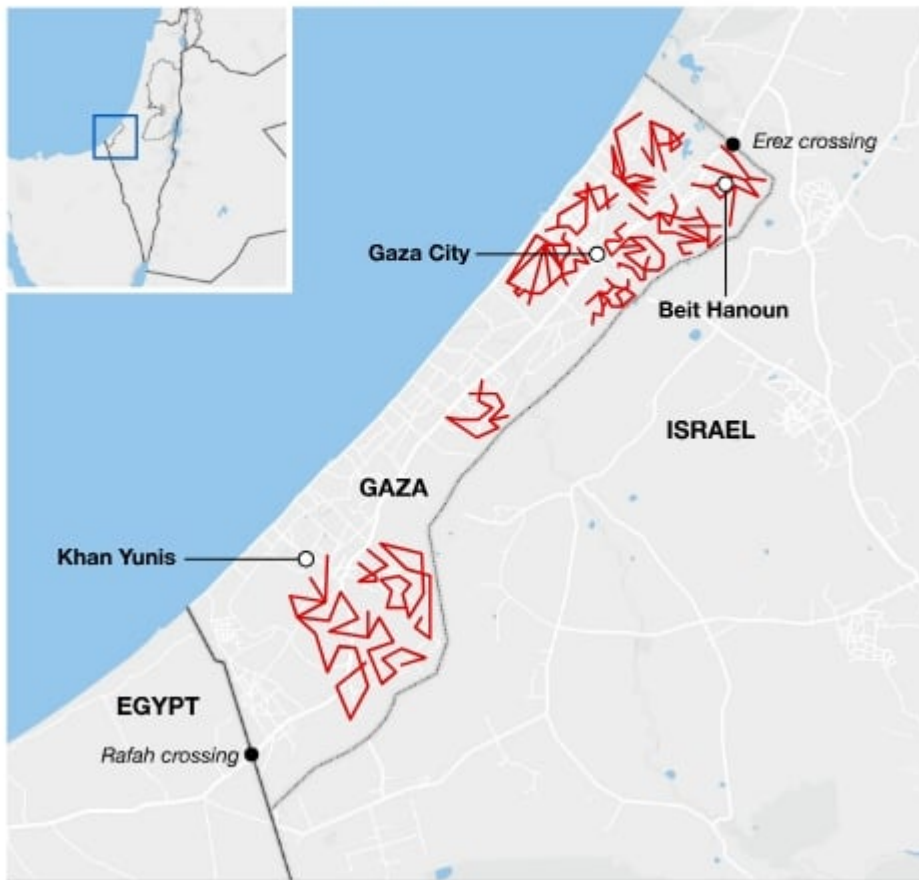 Erez crossing
Gaza City
Beit Hanoun
ISRAEL
GAZA
Khan Yunis
EGYPT
Rafah crossing